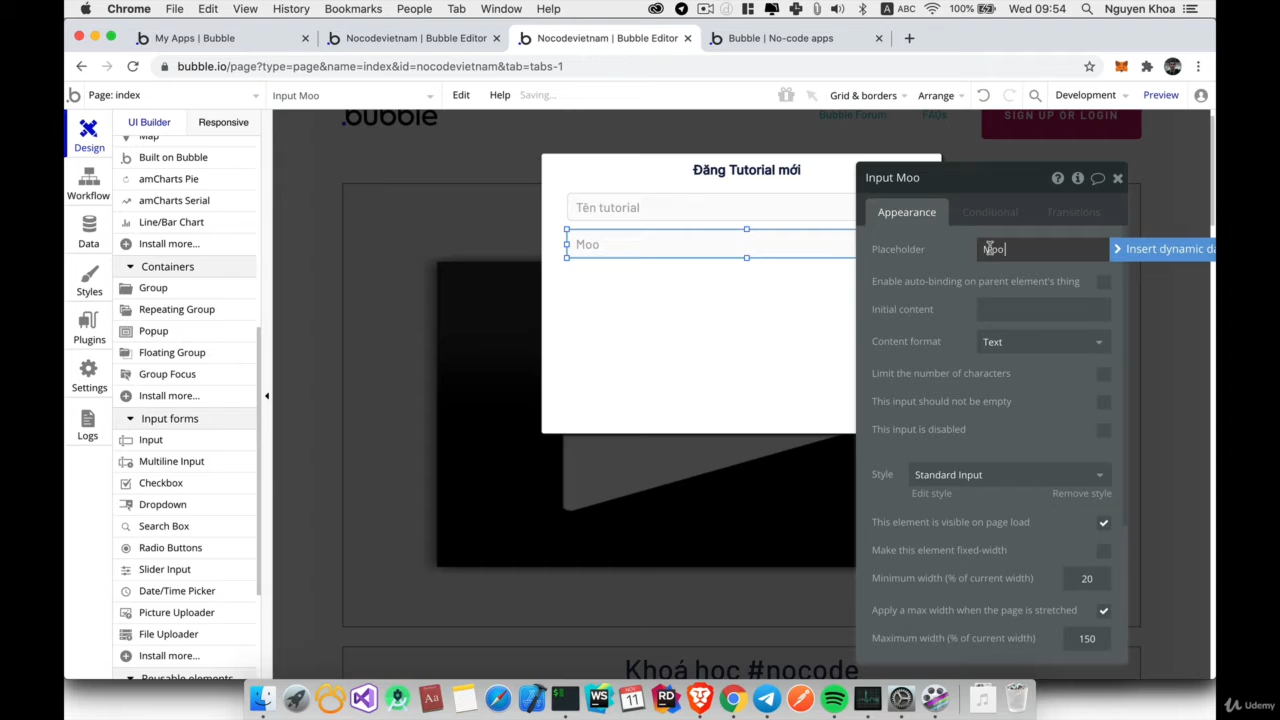 Chrome File Edit View History Bookmarks People Tab Window Help A ABC 100% Wed 09:54 Nguyen Khoa
My Apps | Bubble
Nocodevietnam | Bubble Editor
Nocodevietnam | Bubble Editor
Bubble | No-code apps
bubble.io/page?type=page&name=index&id=nocodevietnam&tab=tabs-1
Page: index
Input Moo
Edit
Help
Saving...
Grid & borders
Arrange
Development
Preview
Design
Workflow
Data
Styles
Plugins
Settings
Logs
UI Builder
Responsive
Map
Built on Bubble
amCharts Pie
amCharts Serial
Line/Bar Chart
Install more...
Containers
Group
Repeating Group
Popup
Floating Group
Group Focus
Install more...
Input forms
Input
Multiline Input
Checkbox
Dropdown
Search Box
Radio Buttons
Slider Input
Date/Time Picker
Picture Uploader
File Uploader
Install more...
Reusable elements
.bubble
Bubble Forum
FAQs
SIGN UP OR LOGIN
Đăng Tutorial mới
Tên tutorial
Moo
Khoá học #nocode
Input Moo
Appearance
Conditional
Transitions
Placeholder Moo
Insert dynamic da
Enable auto-binding on parent element's thing
Initial content
Content format Text
Limit the number of characters
This input should not be empty
This input is disabled
Style Standard Input
Edit style Remove style
This element is visible on page load
Make this element fixed-width
Minimum width (% of current width) 20
Apply a max width when the page is stretched
Maximum width (% of current width) 150
WS
11
RD
Udemy